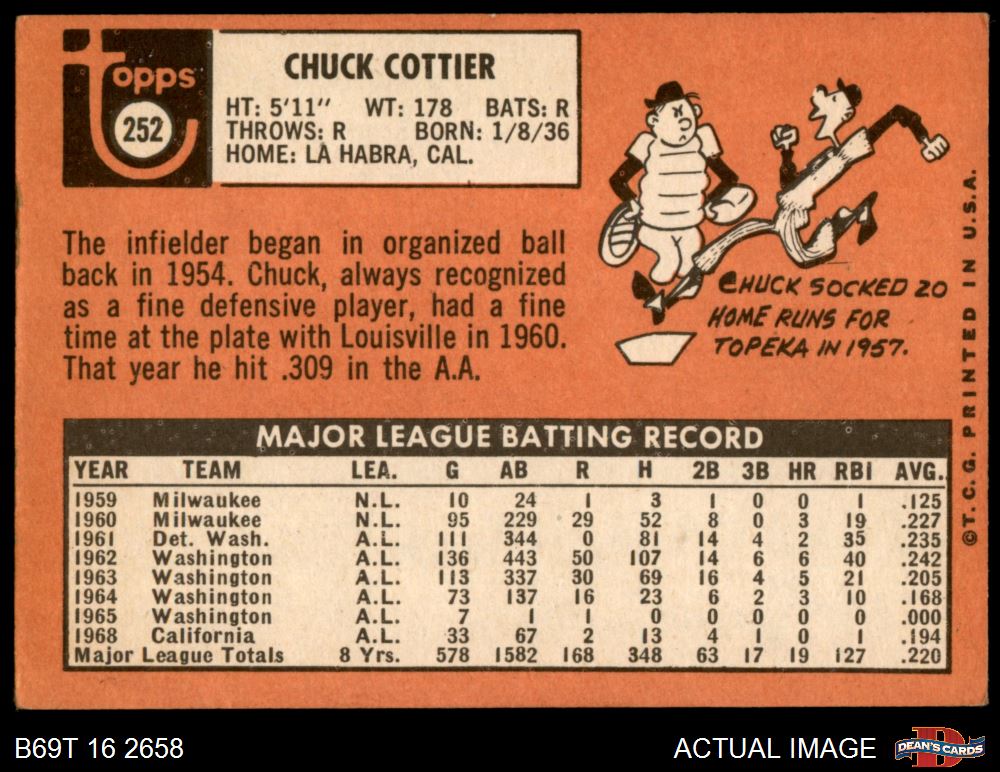 Topps
252
CHUCK COTTIER
HT: 5'11" WT: 178 BATS: R
THROWS: R BORN: 1/8/36
HOME: LA HABRA, CAL.
The infielder began in organized ball
back in 1954. Chuck, always recognized
as a fine defensive player, had a fine
time at the plate with Louisville in 1960.
That year he hit .309 in the A.A.
CHUCK SOCKED 20
HOME RUNS FOR
TOPEKA IN 1957.
©T.C.G. PRINTED IN U.S.A.
MAJOR LEAGUE BATTING RECORD
YEAR TEAM LEA. G AB R H 2B 3B HR RBI AVG.
1959 Milwaukee N.L. 10 24 1 3 1 0 0 1 .125
1960 Milwaukee N.L. 95 229 29 52 8 0 3 19 .227
1961 Det. Wash. A.L. 111 344 0 81 14 4 2 35 .235
1962 Washington A.L. 136 443 50 107 14 6 6 40 .242
1963 Washington A.L. 113 337 30 69 16 4 5 21 .205
1964 Washington A.L. 73 137 16 23 6 2 3 10 .168
1965 Washington A.L. 7 1 1 0 0 0 0 0 .000
1968 California A.L. 33 67 2 13 4 1 0 1 .194
Major League Totals 8 Yrs. 578 1582 168 348 63 17 19 127 .220
B69T 16 2658
ACTUAL IMAGE
D
DEAN'S CARDS